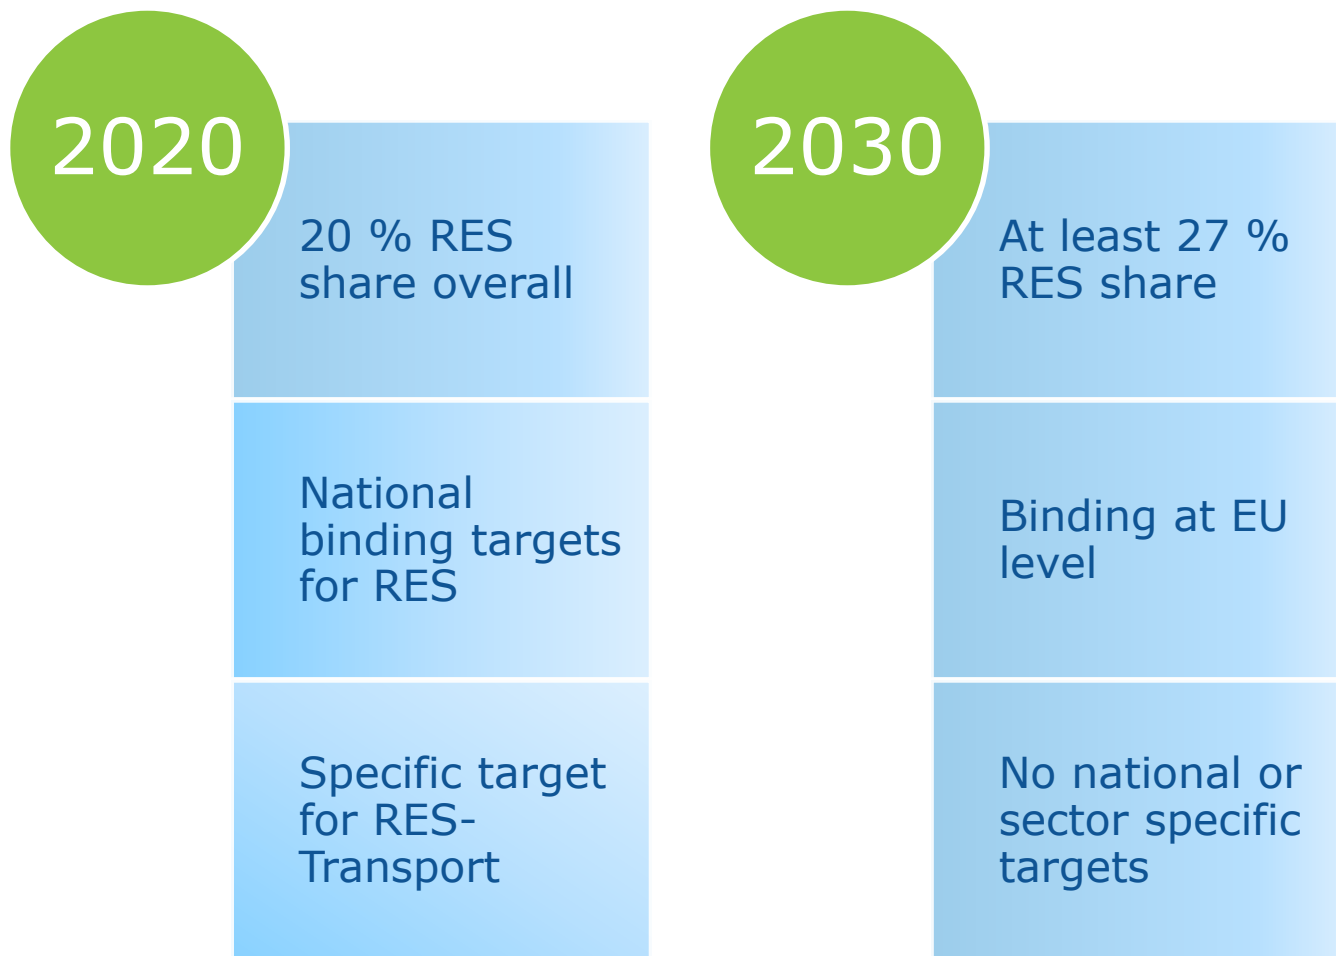 2020
20 % RES
share overall
National
binding targets
for RES
Specific target
for RES-
Transport
2030
At least 27 %
RES share
Binding at EU
level
No national or
sector specific
targets